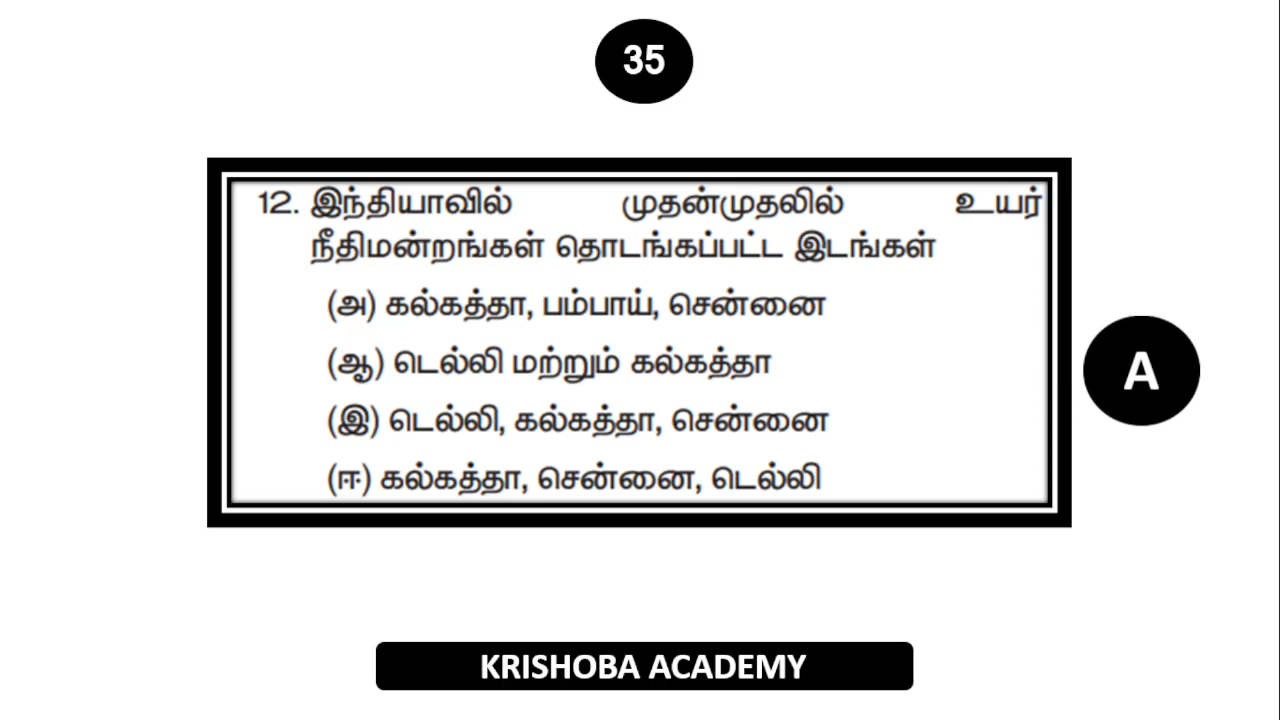 35
12. இந்தியாவில் முதன்முதலில் உயர்
நீதிமன்றங்கள் தொடங்கப்பட்ட இடங்கள்
(அ) கல்கத்தா, பம்பாய், சென்னை
(ஆ) டெல்லி மற்றும் கல்கத்தா
(இ) டெல்லி, கல்கத்தா, சென்னை
(ஈ) கல்கத்தா, சென்னை, டெல்லி
A
KRISHOBA ACADEMY